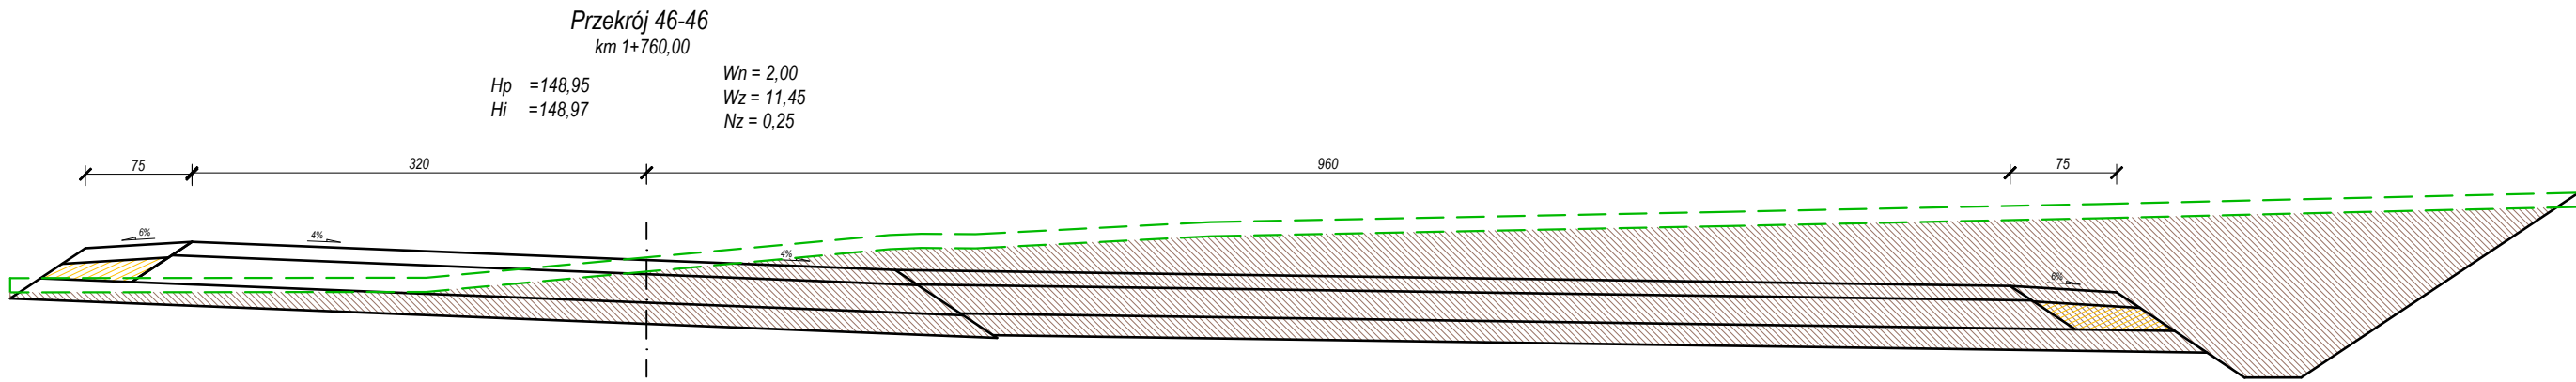 Przekrój 46-46
km 1+760,00
Wn = 2,00
Hp =148,95
Wz = 11,45
Hi =148,97
Nz = 0,25
75 320 960 75
6% 4% 4% 6%